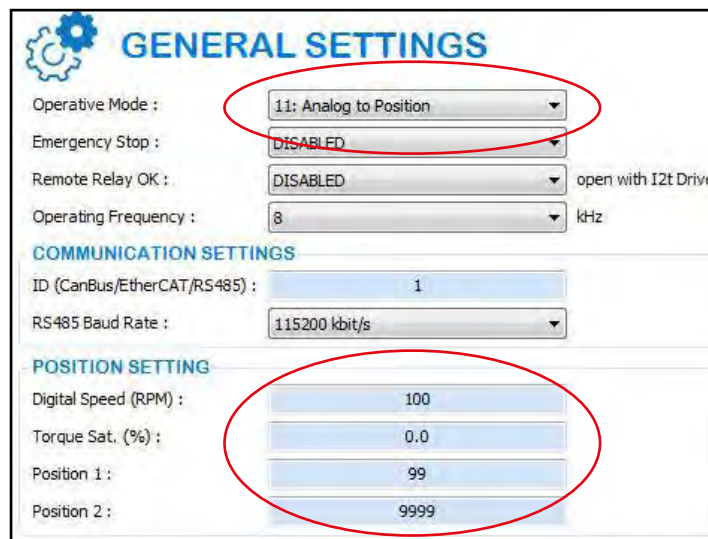 GENERAL SETTINGS
Operative Mode : 11: Analog to Position
Emergency Stop : DISABLED
Remote Relay OK : DISABLED open with I2t Drive
Operating Frequency : 8 kHz
COMMUNICATION SETTINGS
ID (CanBus/EtherCAT/RS485) : 1
RS485 Baud Rate : 115200 kbit/s
POSITION SETTING
Digital Speed (RPM) : 100
Torque Sat. (%) : 0.0
Position 1 : 99
Position 2 : 9999